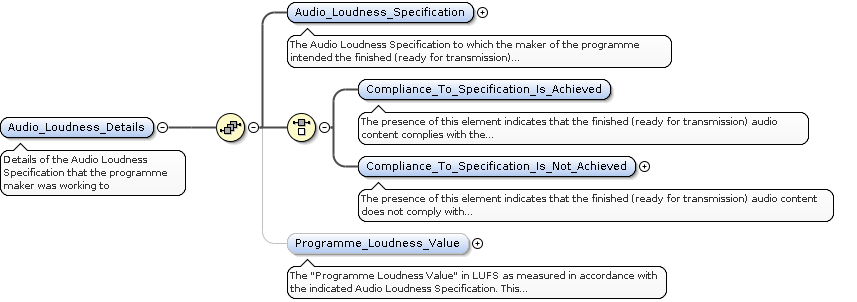 Audio_Loudness_Specification
The Audio Loudness Specification to which the maker of the programme
intended the finished (ready for transmission)...
Compliance_To_Specification_Is_Achieved
The presence of this element indicates that the finished (ready for transmission) audio
content complies with the...
Audio_Loudness_Details
Details of the Audio Loudness
Specification that the programme
maker was working to
Compliance_To_Specification_Is_Not_Achieved
The presence of this element indicates that the finished (ready for transmission) audio content
does not comply with...
Programme_Loudness_Value
The "Programme Loudness Value" in LUFS as measured in accordance with
the indicated Audio Loudness Specification. This...